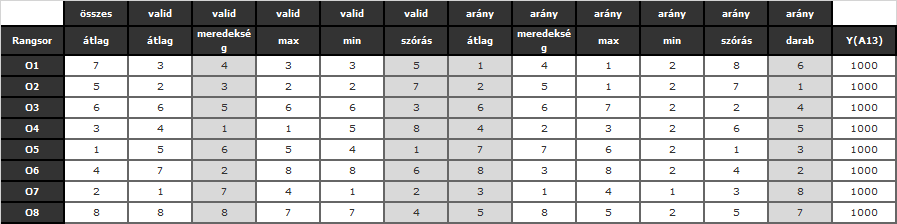 összes valid valid valid valid valid arány arány arány arány arány arány
Rangsor átlag átlag meredeksé g max min szórás átlag meredeksé g max min szórás darab Y(A13)
O1 7 3 4 3 3 5 1 4 1 2 8 6 1000
O2 5 2 3 2 2 7 2 5 1 2 7 1 1000
O3 6 6 5 6 6 3 6 6 7 2 2 4 1000
O4 3 4 1 1 5 8 4 2 3 2 6 5 1000
O5 1 5 6 5 4 1 7 7 6 2 1 3 1000
O6 4 7 2 8 8 6 8 3 8 2 4 2 1000
O7 2 1 7 4 1 2 3 1 4 1 3 8 1000
O8 8 8 8 7 7 4 5 8 5 2 5 7 1000